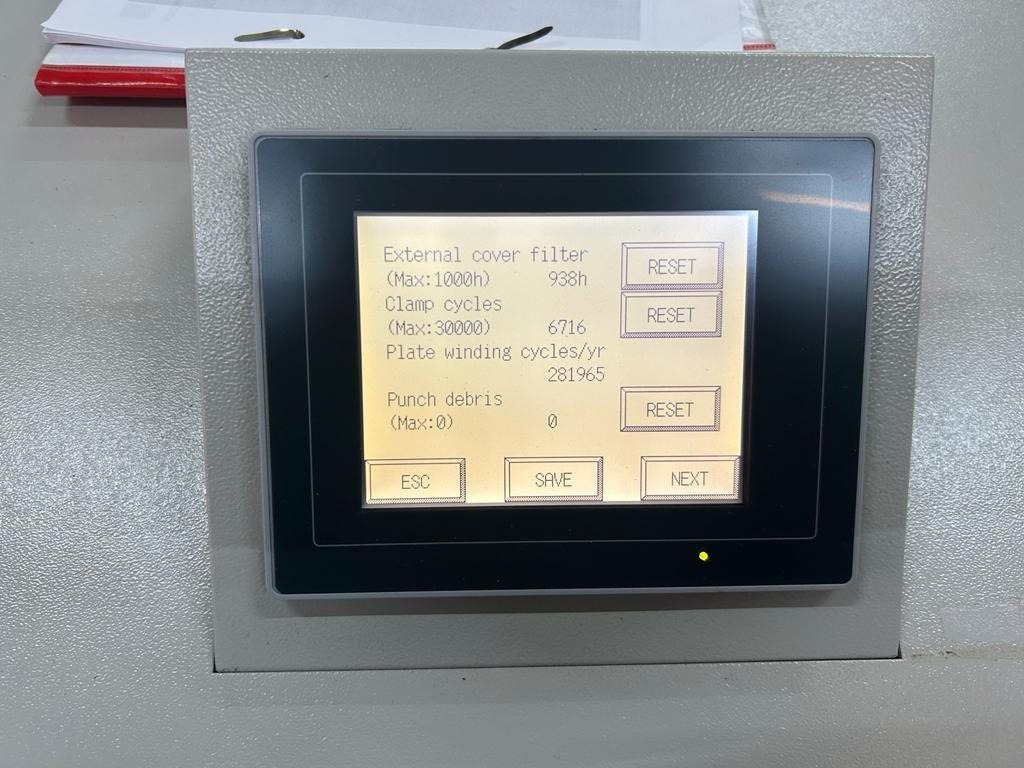 External cover filter
(Max:1000h) 938h RESET
Clamp cycles
(Max:30000) 6716 RESET
Plate winding cycles/yr
281965
Punch debris
(Max:0) 0 RESET
ESC SAVE NEXT